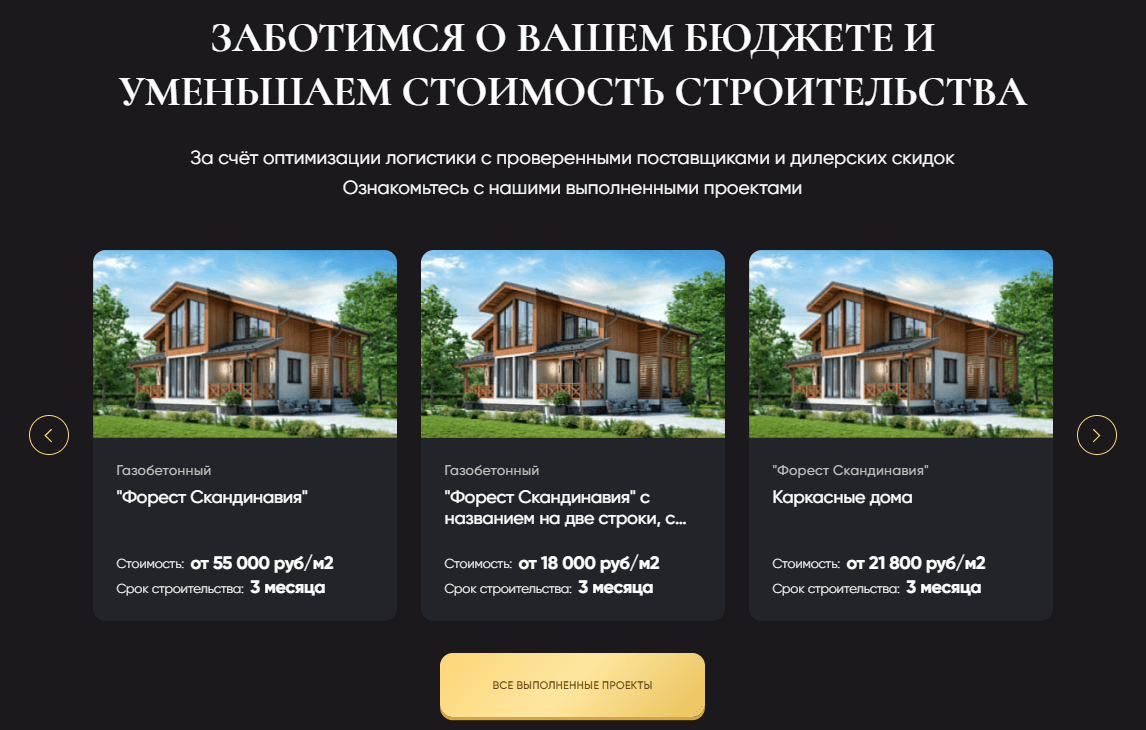 ЗАБОТИМСЯ О ВАШЕМ БЮДЖЕТЕ И
УМЕНЬШАЕМ СТОИМОСТЬ СТРОИТЕЛЬСТВА
За счёт оптимизации логистики с проверенными поставщиками и дилерских скидок
Ознакомьтесь с нашими выполненными проектами
Газобетонный
"Форест Скандинавия"
Стоимость: от 55 000 руб/м2
Срок строительства: 3 месяца
Газобетонный
"Форест Скандинавия" с
названием на две строки, с...
Стоимость: от 18 000 руб/м2
Срок строительства: 3 месяца
"Форест Скандинавия"
Каркасные дома
Стоимость: от 21 800 руб/м2
Срок строительства: 3 месяца
ВСЕ ВЫПОЛНЕННЫЕ ПРОЕКТЫ